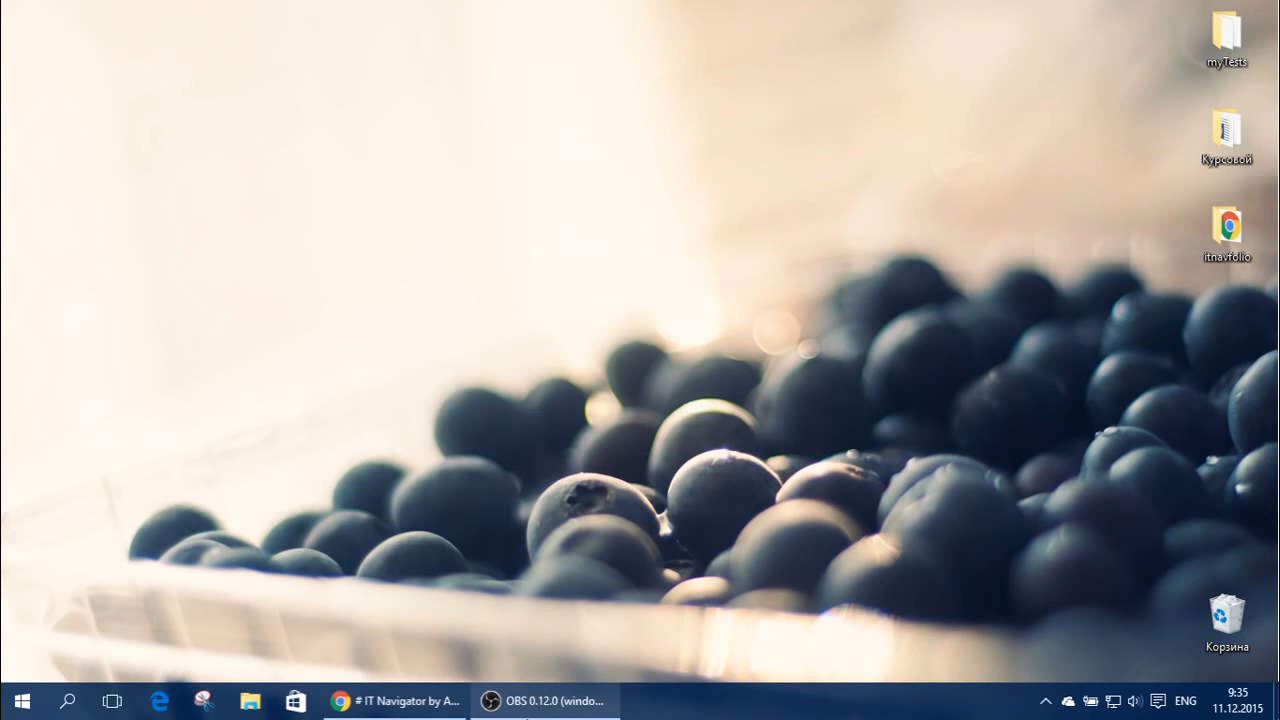 myTests
Курсовой
itnavfolio
Корзина
# IT Navigator by A...
OBS 0.12.0 (windo...
ENG
9:35
11.12.2015